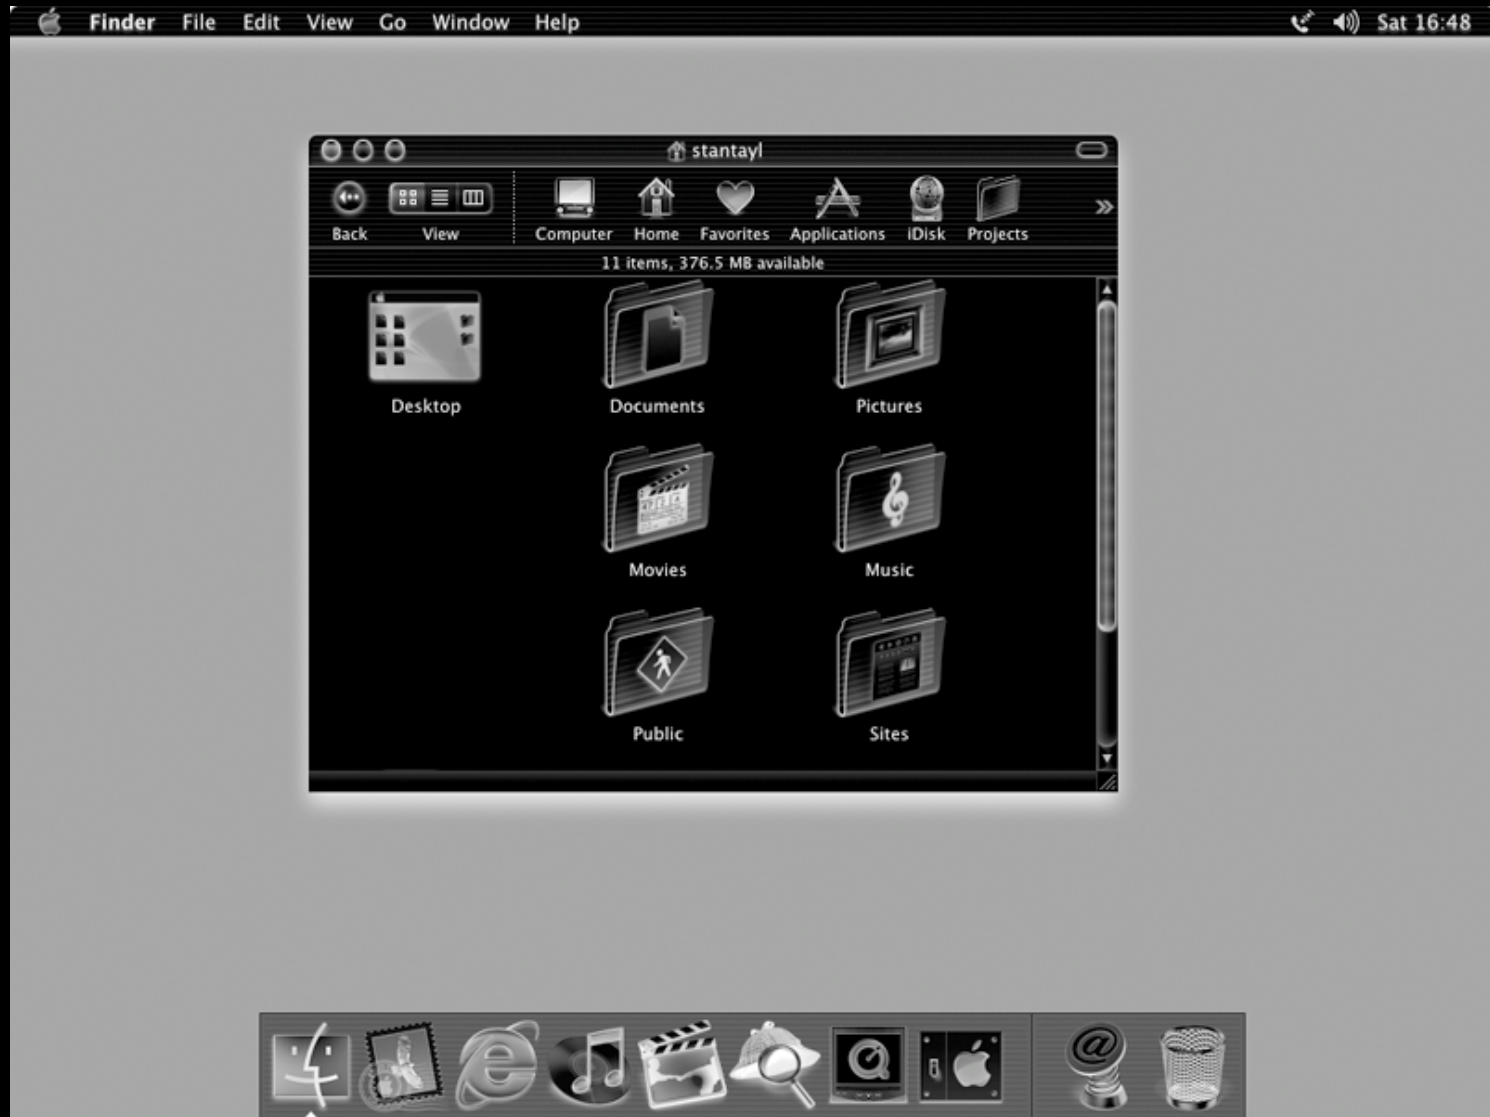 Finder File Edit View Go Window Help Sat 16:48
stantayl
Back View Computer Home Favorites Applications iDisk Projects
11 items, 376.5 MB available
Desktop Documents Pictures
Movies Music
Public Sites